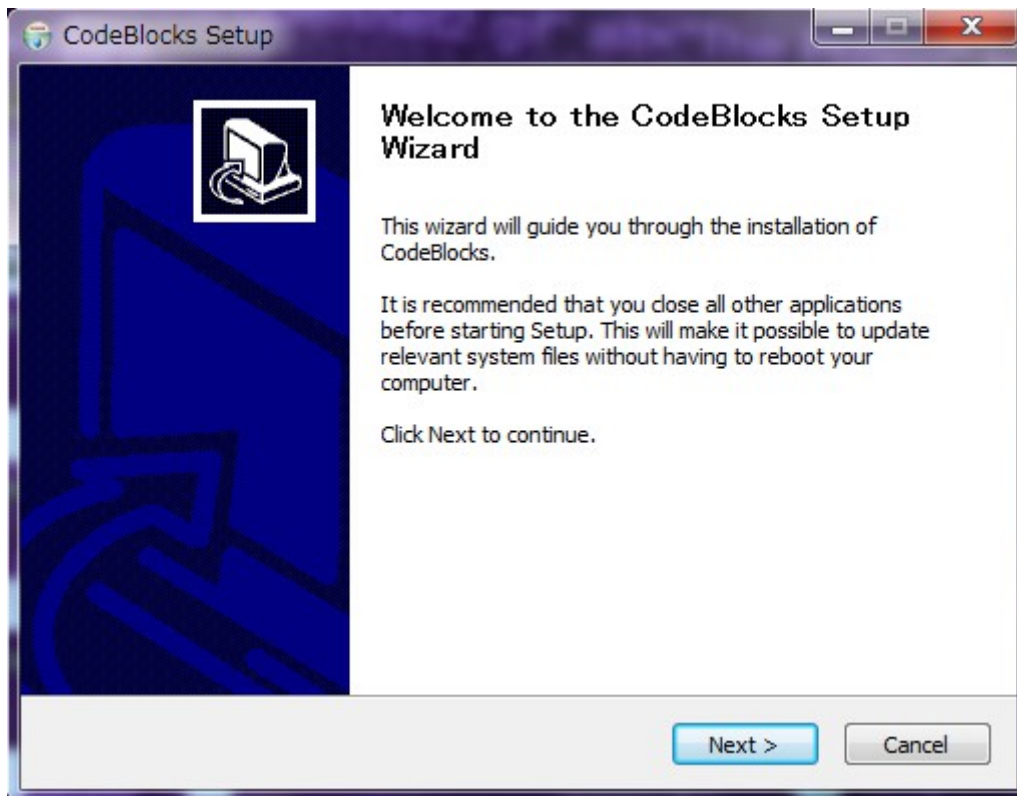 CodeBlocks Setup
Welcome to the CodeBlocks Setup
Wizard
This wizard will guide you through the installation of
CodeBlocks.
It is recommended that you close all other applications
before starting Setup. This will make it possible to update
relevant system files without having to reboot your
computer.
Click Next to continue.
Next >
Cancel